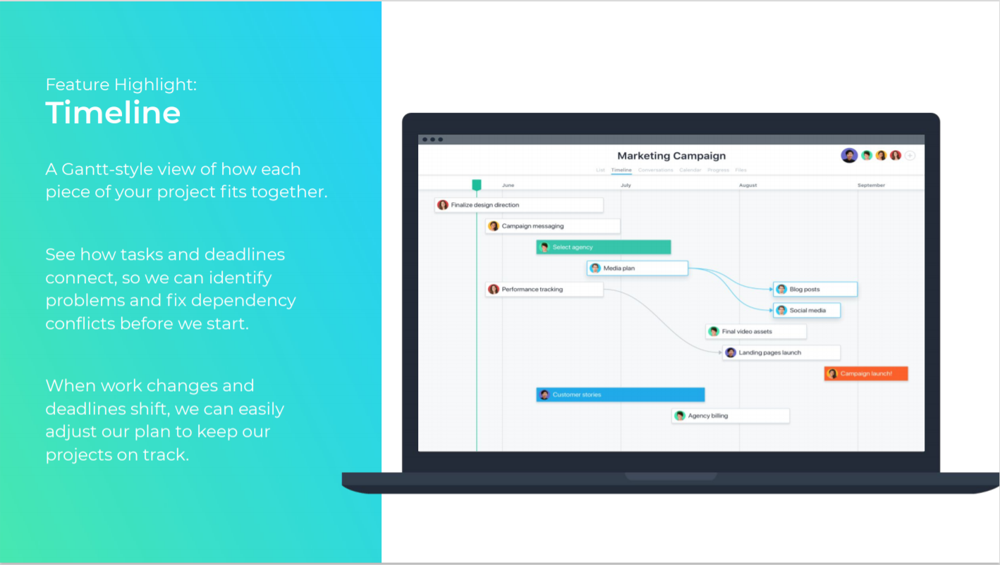 Feature Highlight:
Timeline
A Gantt-style view of how each
piece of your project fits together.
See how tasks and deadlines
connect, so we can identify
problems and fix dependency
conflicts before we start.
When work changes and
deadlines shift, we can easily
adjust our plan to keep our
projects on track.
Marketing Campaign
List Timeline Conversations Calendar Progress Files
June July August September
Finalize design direction
Campaign messaging
Select agency
Media plan
Performance tracking
Blog posts
Social media
Final video assets
Landing pages launch
Campaign launch!
Customer stories
Agency billing